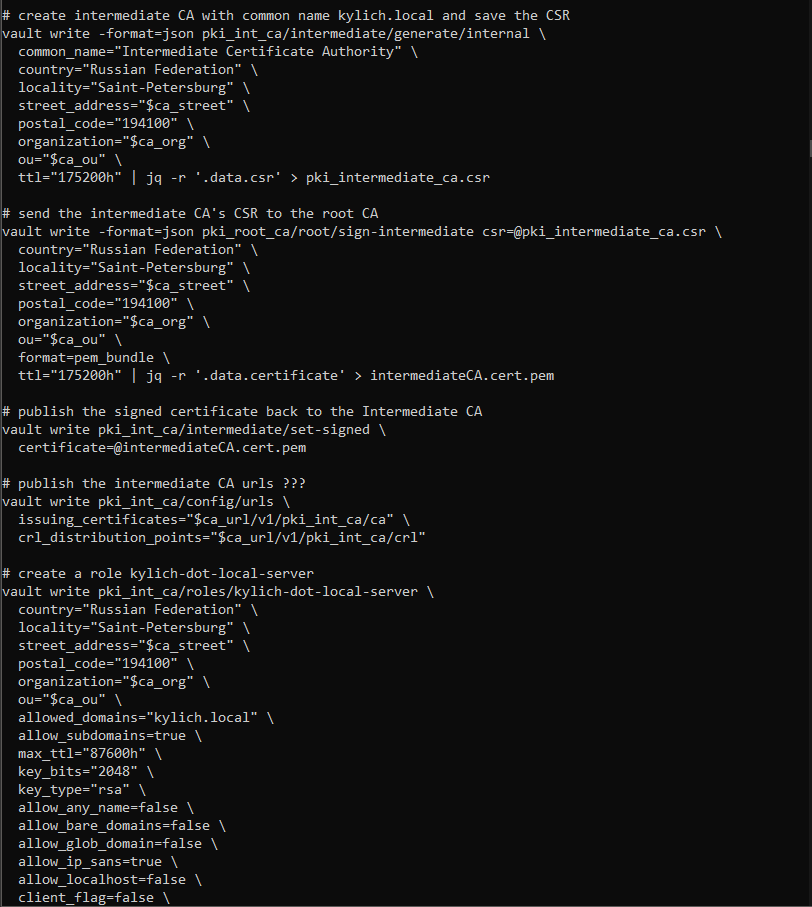 # create intermediate CA with common name kylich.local and save the CSR
vault write -format=json pki_int_ca/intermediate/generate/internal \
  common_name="Intermediate Certificate Authority" \
  country="Russian Federation" \
  locality="Saint-Petersburg" \
  street_address="$ca_street" \
  postal_code="194100" \
  organization="$ca_org" \
  ou="$ca_ou" \
  ttl="175200h" | jq -r '.data.csr' > pki_intermediate_ca.csr

# send the intermediate CA's CSR to the root CA
vault write -format=json pki_root_ca/root/sign-intermediate csr=@pki_intermediate_ca.csr \
  country="Russian Federation" \
  locality="Saint-Petersburg" \
  street_address="$ca_street" \
  postal_code="194100" \
  organization="$ca_org" \
  ou="$ca_ou" \
  format=pem_bundle \
  ttl="175200h" | jq -r '.data.certificate' > intermediateCA.cert.pem

# publish the signed certificate back to the Intermediate CA
vault write pki_int_ca/intermediate/set-signed \
  certificate=@intermediateCA.cert.pem

# publish the intermediate CA urls ???
vault write pki_int_ca/config/urls \
  issuing_certificates="$ca_url/v1/pki_int_ca/ca" \
  crl_distribution_points="$ca_url/v1/pki_int_ca/crl"

# create a role kylich-dot-local-server
vault write pki_int_ca/roles/kylich-dot-local-server \
  country="Russian Federation" \
  locality="Saint-Petersburg" \
  street_address="$ca_street" \
  postal_code="194100" \
  organization="$ca_org" \
  ou="$ca_ou" \
  allowed_domains="kylich.local" \
  allow_subdomains=true \
  max_ttl="87600h" \
  key_bits="2048" \
  key_type="rsa" \
  allow_any_name=false \
  allow_bare_domains=false \
  allow_glob_domain=false \
  allow_ip_sans=true \
  allow_localhost=false \
  client_flag=false \